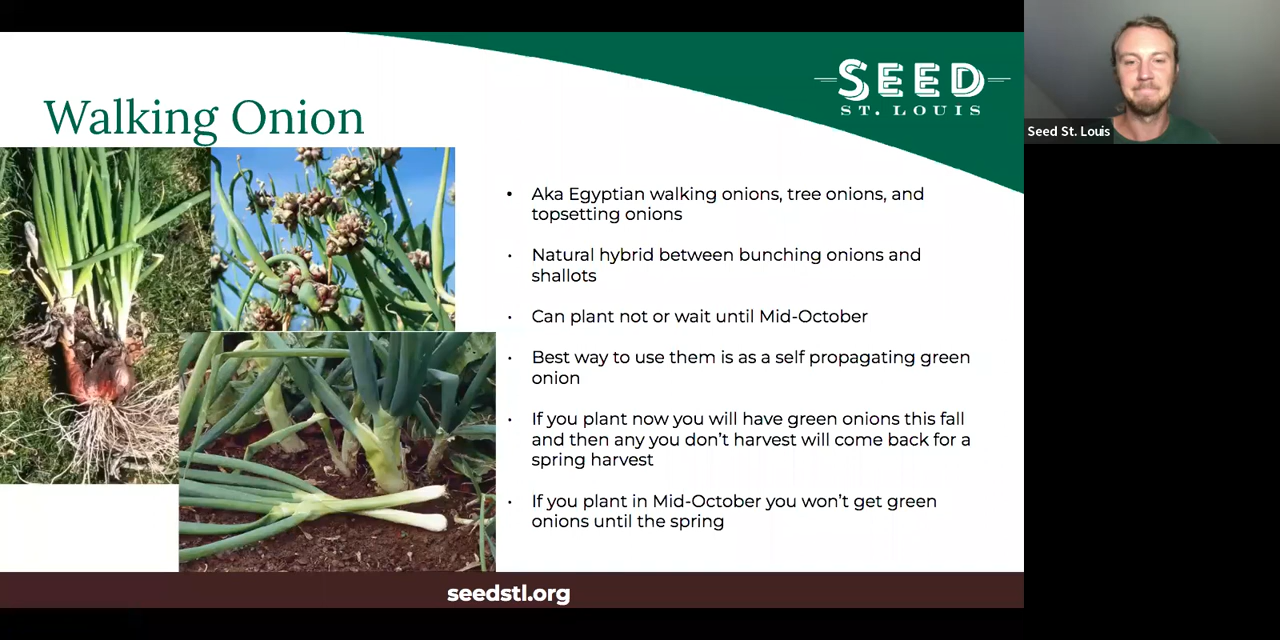 SEED
ST. LOUIS
Seed St. Louis
Walking Onion
• Aka Egyptian walking onions, tree onions, and
topsetting onions
• Natural hybrid between bunching onions and
shallots
• Can plant not or wait until Mid-October
• Best way to use them is as a self propagating green
onion
• If you plant now you will have green onions this fall
and then any you don’t harvest will come back for a
spring harvest
• If you plant in Mid-October you won’t get green
onions until the spring
seedstl.org